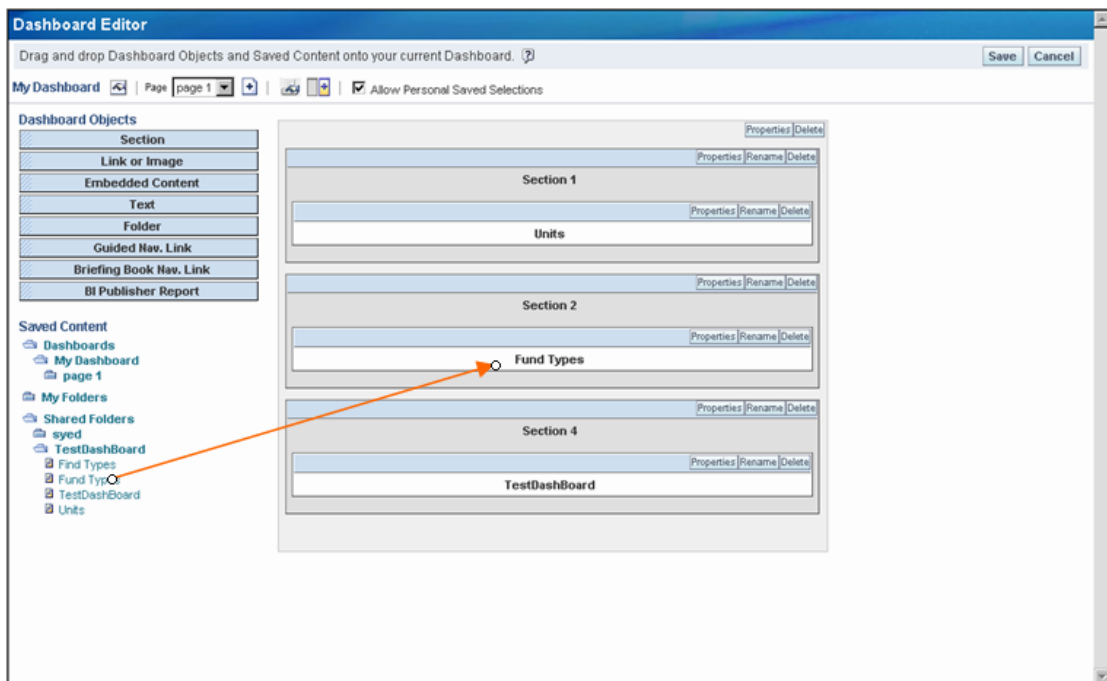 Dashboard Editor
Drag and drop Dashboard Objects and Saved Content onto your current Dashboard. [?]
Save Cancel
My Dashboard Page page 1 Allow Personal Saved Selections
Dashboard Objects
Section
Link or Image
Embedded Content
Text
Folder
Guided Nav. Link
Briefing Book Nav. Link
BI Publisher Report
Saved Content
Dashboards
My Dashboard
page 1
My Folders
Shared Folders
syed
TestDashBoard
Find Types
Fund Types
TestDashBoard
Units
Properties Delete
Properties Rename Delete
Section 1
Properties Rename Delete
Units
Properties Rename Delete
Section 2
Properties Rename Delete
Fund Types
Properties Rename Delete
Section 4
Properties Rename Delete
TestDashBoard